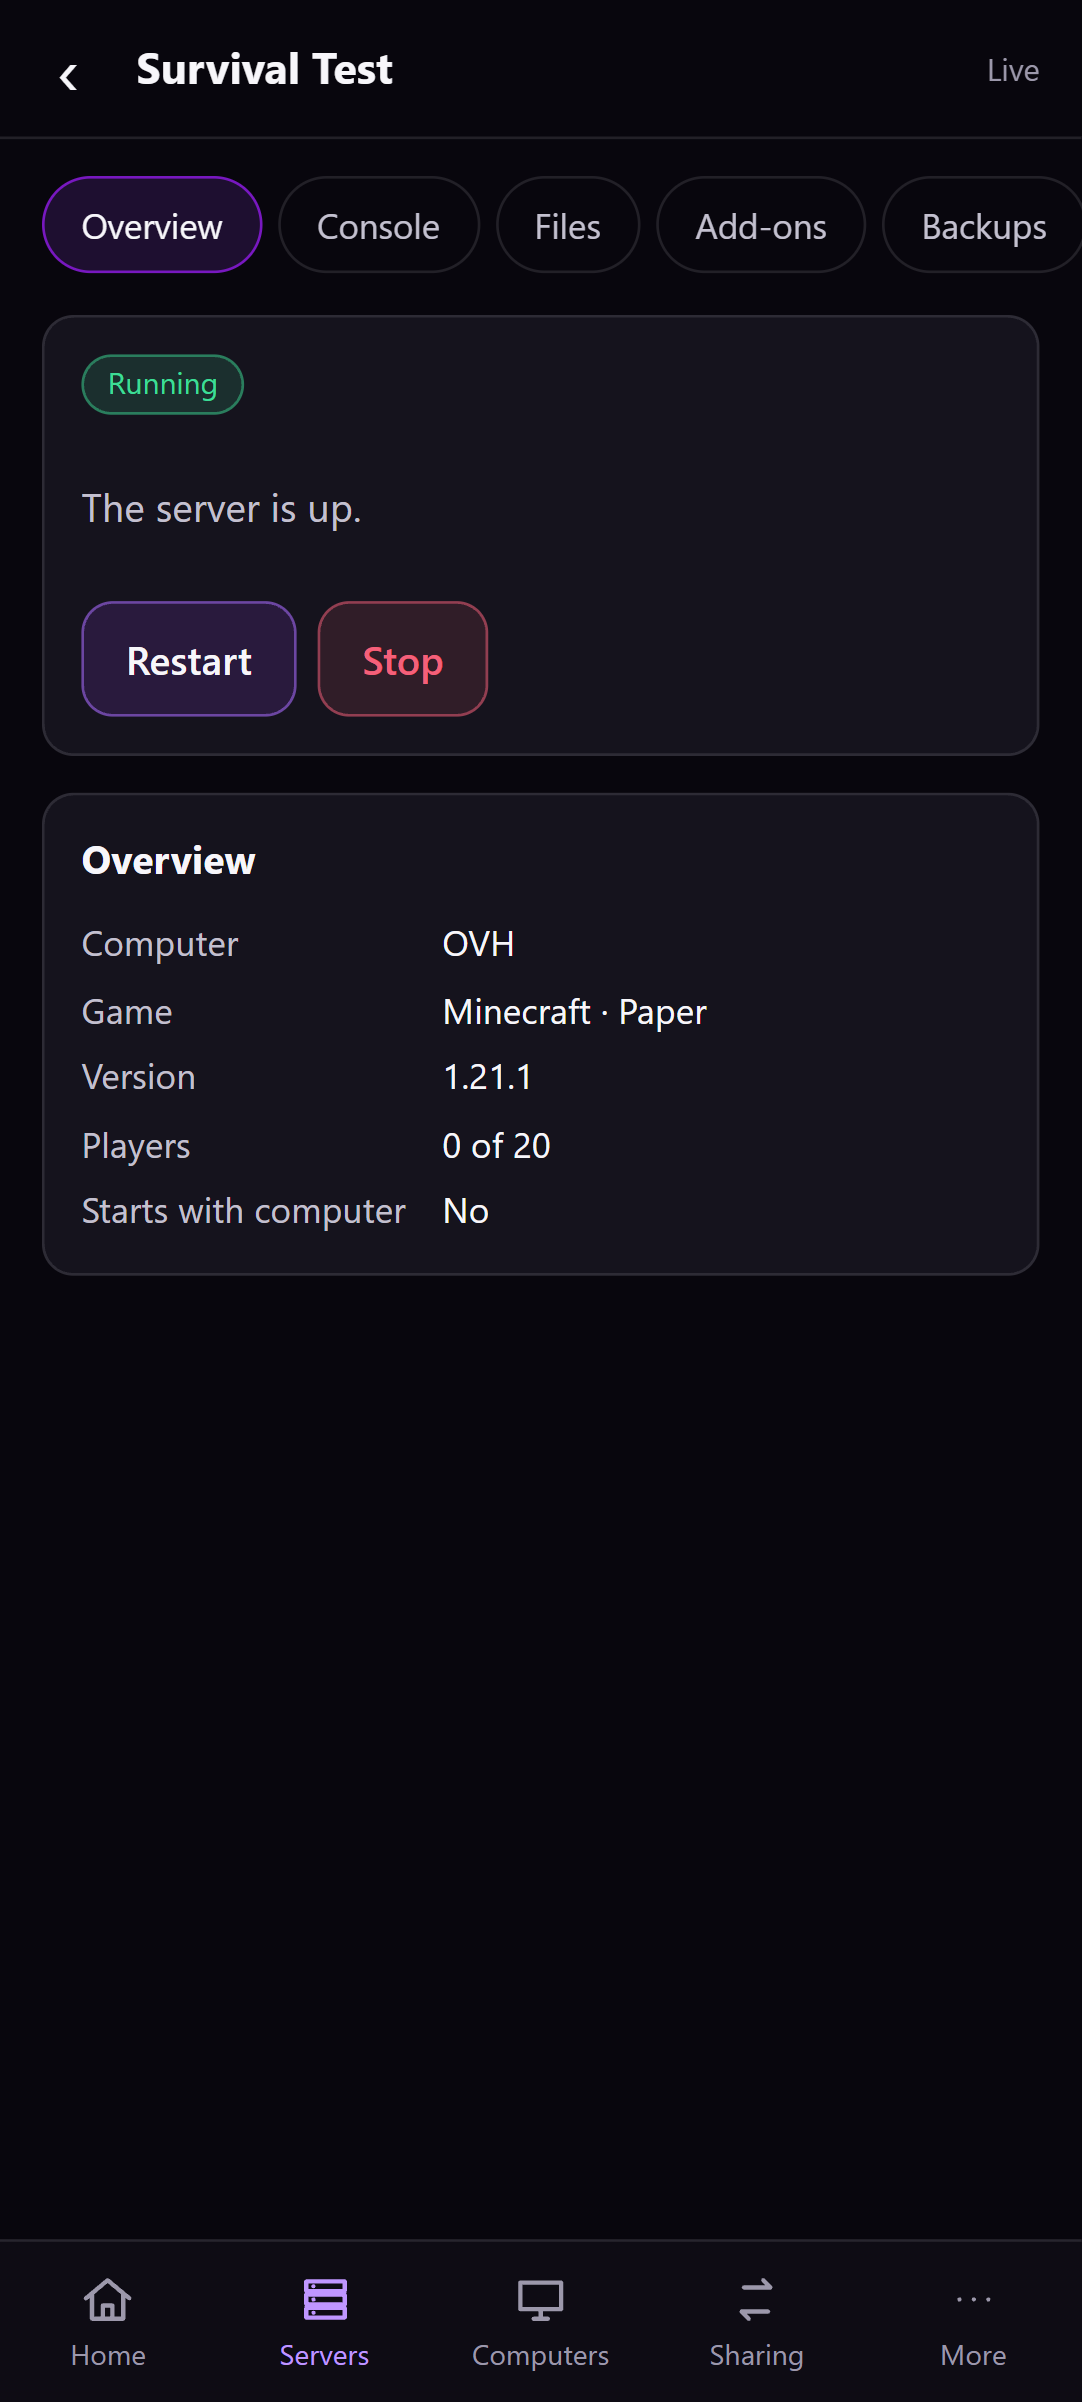 Survival Test
Live
Overview
Console
Files
Add-ons
Backups
Running
The server is up.
Restart
Stop
Overview
Computer OVH
Game Minecraft · Paper
Version 1.21.1
Players 0 of 20
Starts with computer No
Home
Servers
Computers
Sharing
More